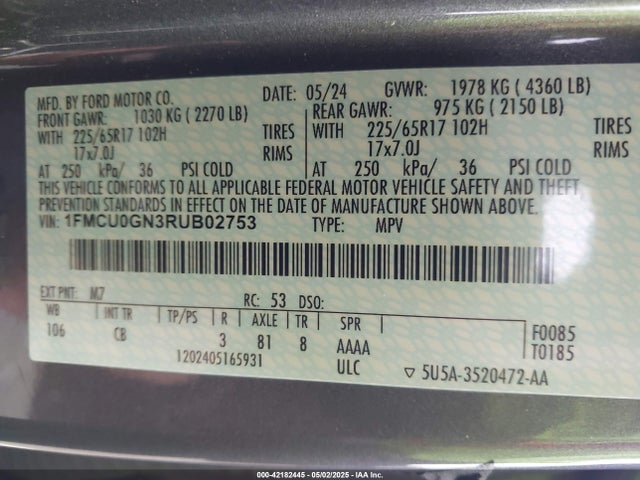 MFD. BY FORD MOTOR CO.
DATE: 05/24 GVWR: 1978 KG ( 4360 LB)
FRONT GAWR: 1030 KG ( 2270 LB)
REAR GAWR: 975 KG ( 2150 LB)
WITH 225/65R17 102H TIRES
WITH 225/65R17 102H TIRES
17x7.0J RIMS
17x7.0J RIMS
AT 250 kPa/ 36 PSI COLD
AT 250 kPa/ 36 PSI COLD
THIS VEHICLE CONFORMS TO ALL APPLICABLE FEDERAL MOTOR VEHICLE SAFETY AND THEFT
PREVENTION STANDARDS IN EFFECT ON THE DATE OF MANUFACTURE SHOWN ABOVE.
VIN: 1FMCU0GN3RUB02753 TYPE: MPV
EXT PNT: M7 RC: 53 DSO:
WB INT TR TP/PS R AXLE TR SPR
106 CB 3 81 8 AAAA
F0085
T0185
1202405165931 ULC
▽ 5U5A-3520472-AA
000-42182445 - 05/02/2025 - IAA Inc.